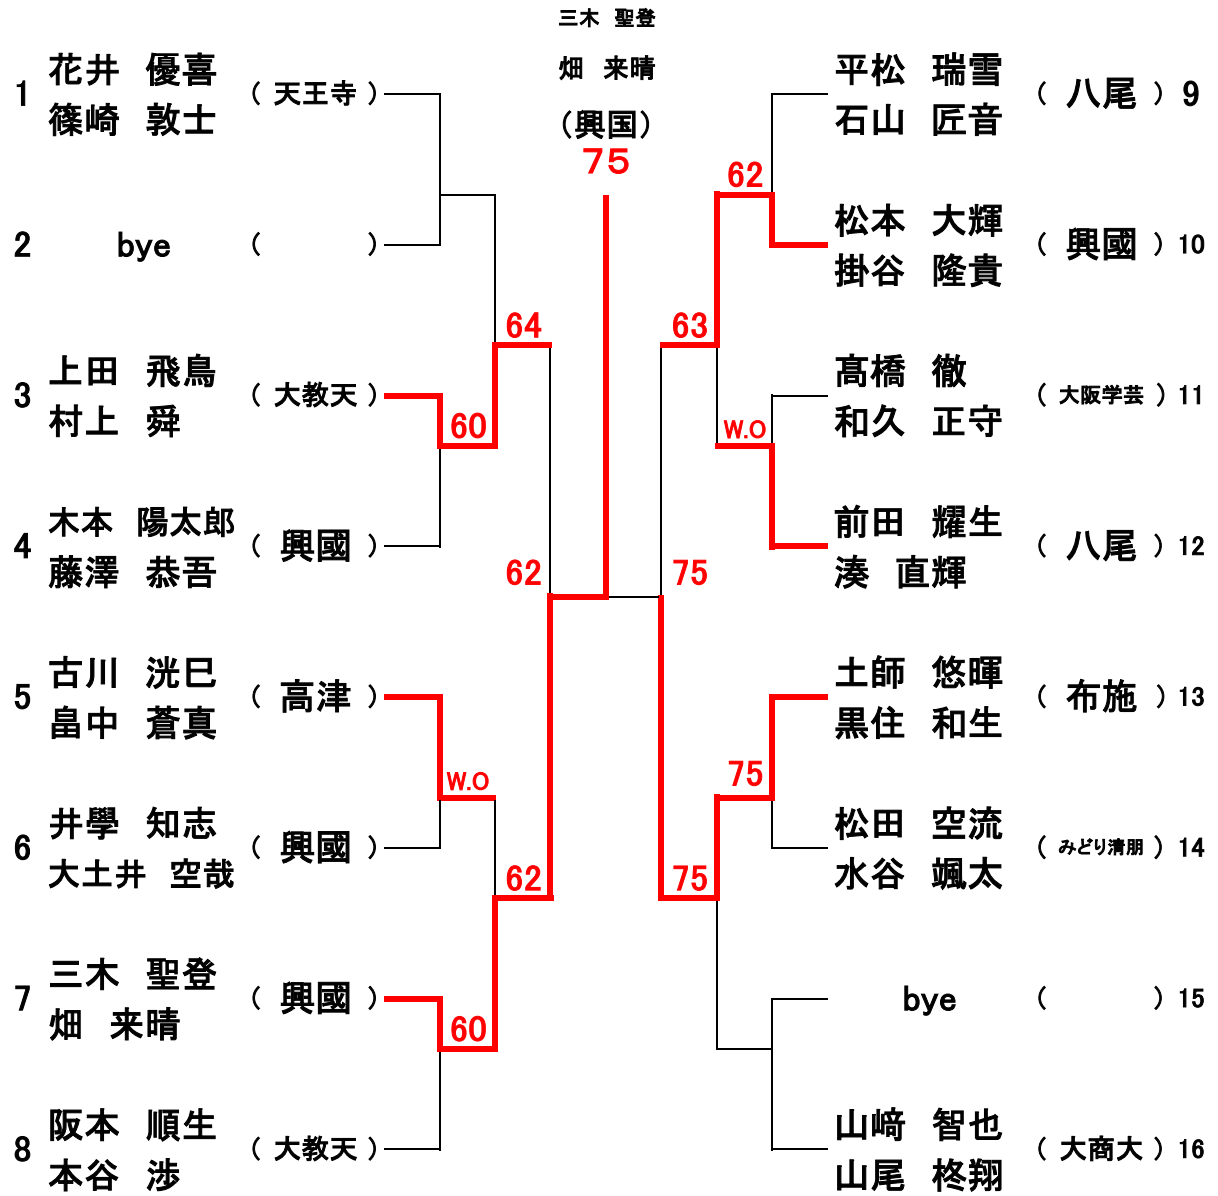 三木 聖登
畑 来晴
（興国）
75
1 花井 優喜
篠崎 敦士
( 天王寺 )
2 bye ( )
3 上田 飛鳥
村上 舜
( 大教天 )
4 木本 陽太郎
藤澤 恭吾
( 興國 )
5 古川 洸巳
畠中 蒼真
( 高津 )
6 井學 知志
大土井 空哉
( 興國 )
7 三木 聖登
畑 来晴
( 興國 )
8 阪本 順生
本谷 渉
( 大教天 )
64
60
62
W.O
62
60
62
63
W.O
75
75
75
平松 瑞雪
石山 匠音
( 八尾 ) 9
松本 大輝
掛谷 隆貴
( 興國 ) 10
髙橋 徹
和久 正守
( 大阪学芸 ) 11
前田 耀生
湊 直輝
( 八尾 ) 12
土師 悠暉
黒住 和生
( 布施 ) 13
松田 空流
水谷 颯太
( みどり清朋 ) 14
bye ( ) 15
山﨑 智也
山尾 柊翔
( 大商大 ) 16